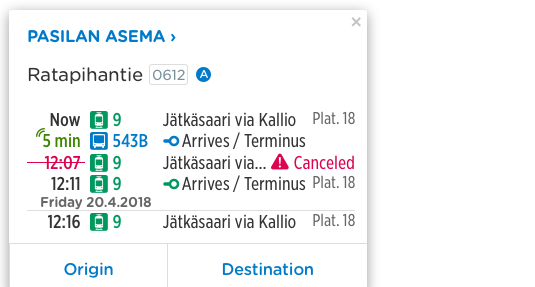 ×
PASILAN ASEMA ›
Ratapihantie 0612 A
Now 9 Jätkäsaari via Kallio Plat. 18
5 min 543B Arrives / Terminus
12:07 9 Jätkäsaari via... Canceled
12:11 9 Arrives / Terminus Plat. 18
Friday 20.4.2018
12:16 9 Jätkäsaari via Kallio Plat. 18
Origin Destination